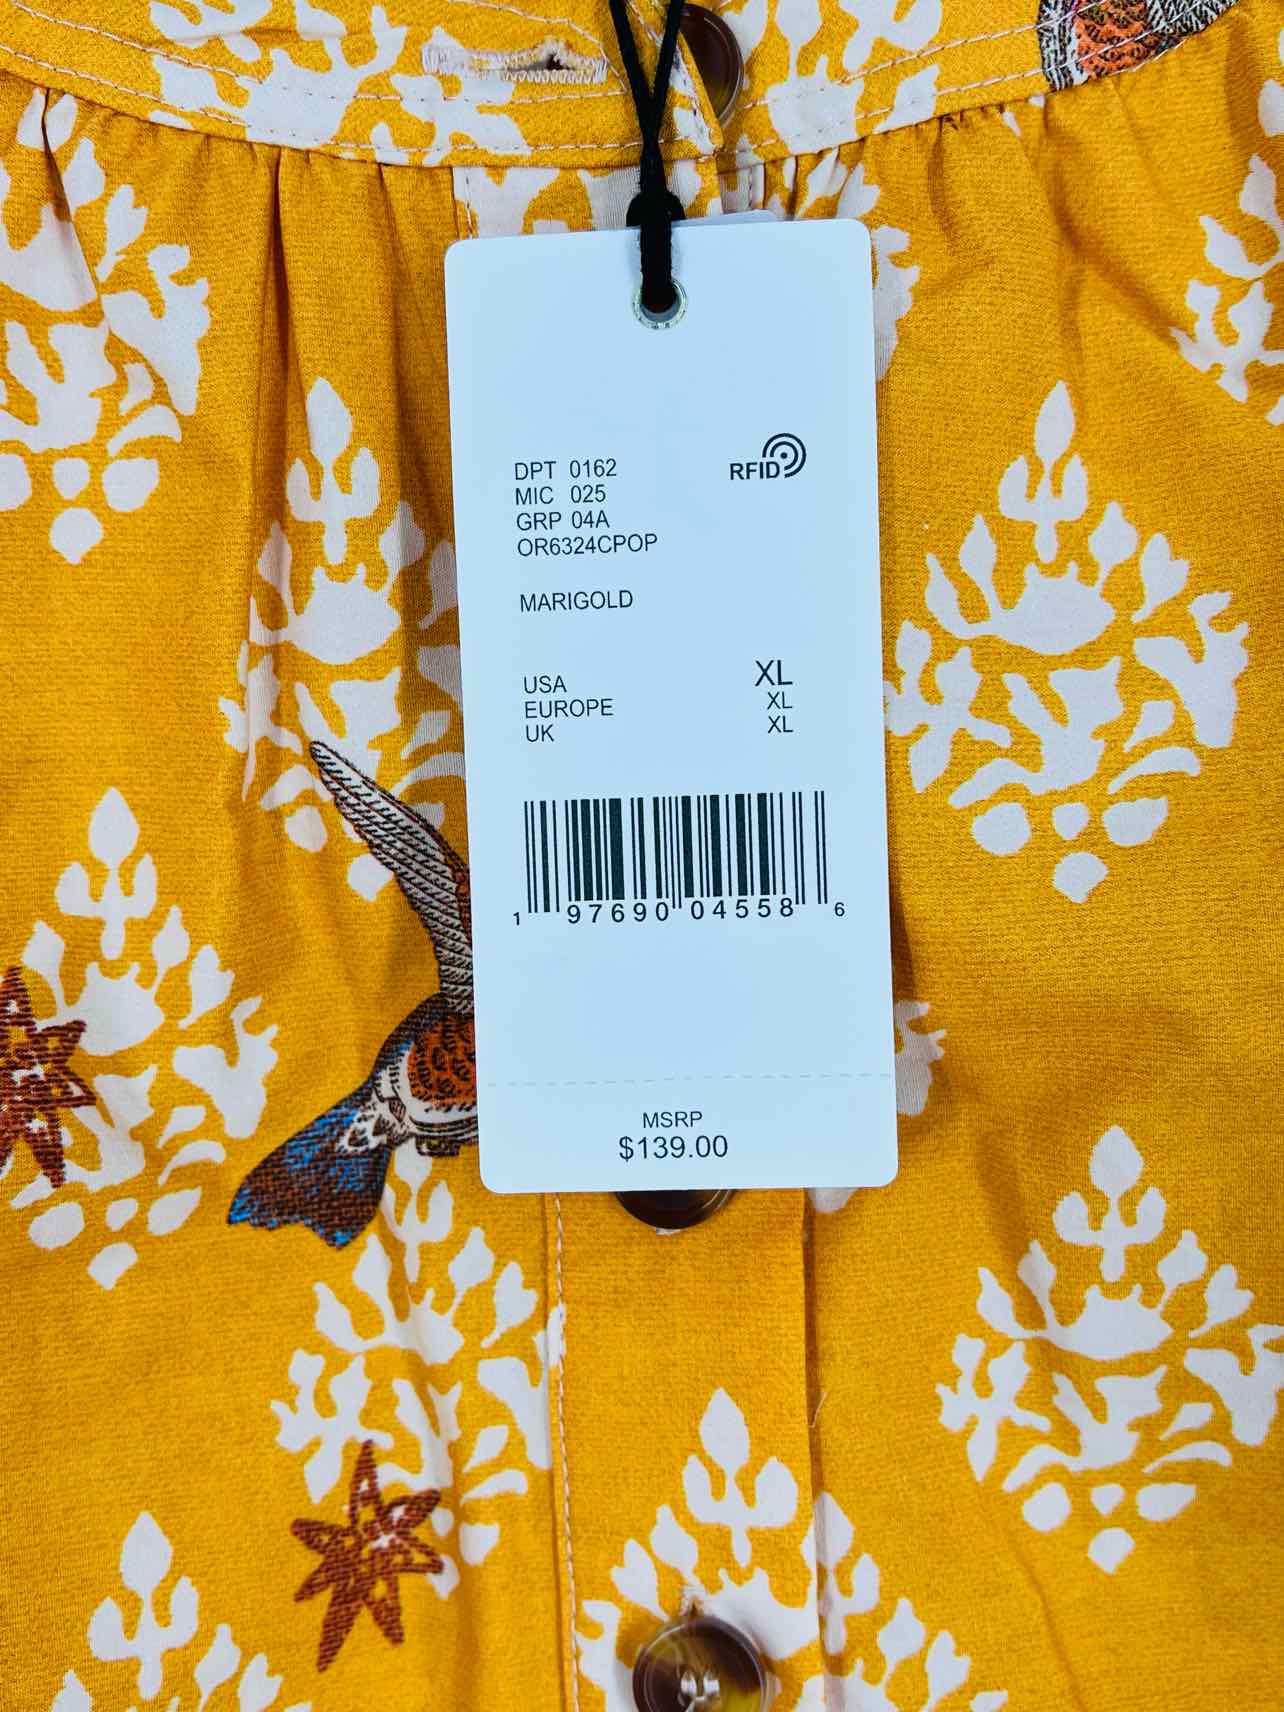 DPT 0162
RFID
MIC 025
GRP 04A
OR6324CPOP
MARIGOLD
USA XL
EUROPE XL
UK XL
1 97690 04558 6
MSRP
$139.00